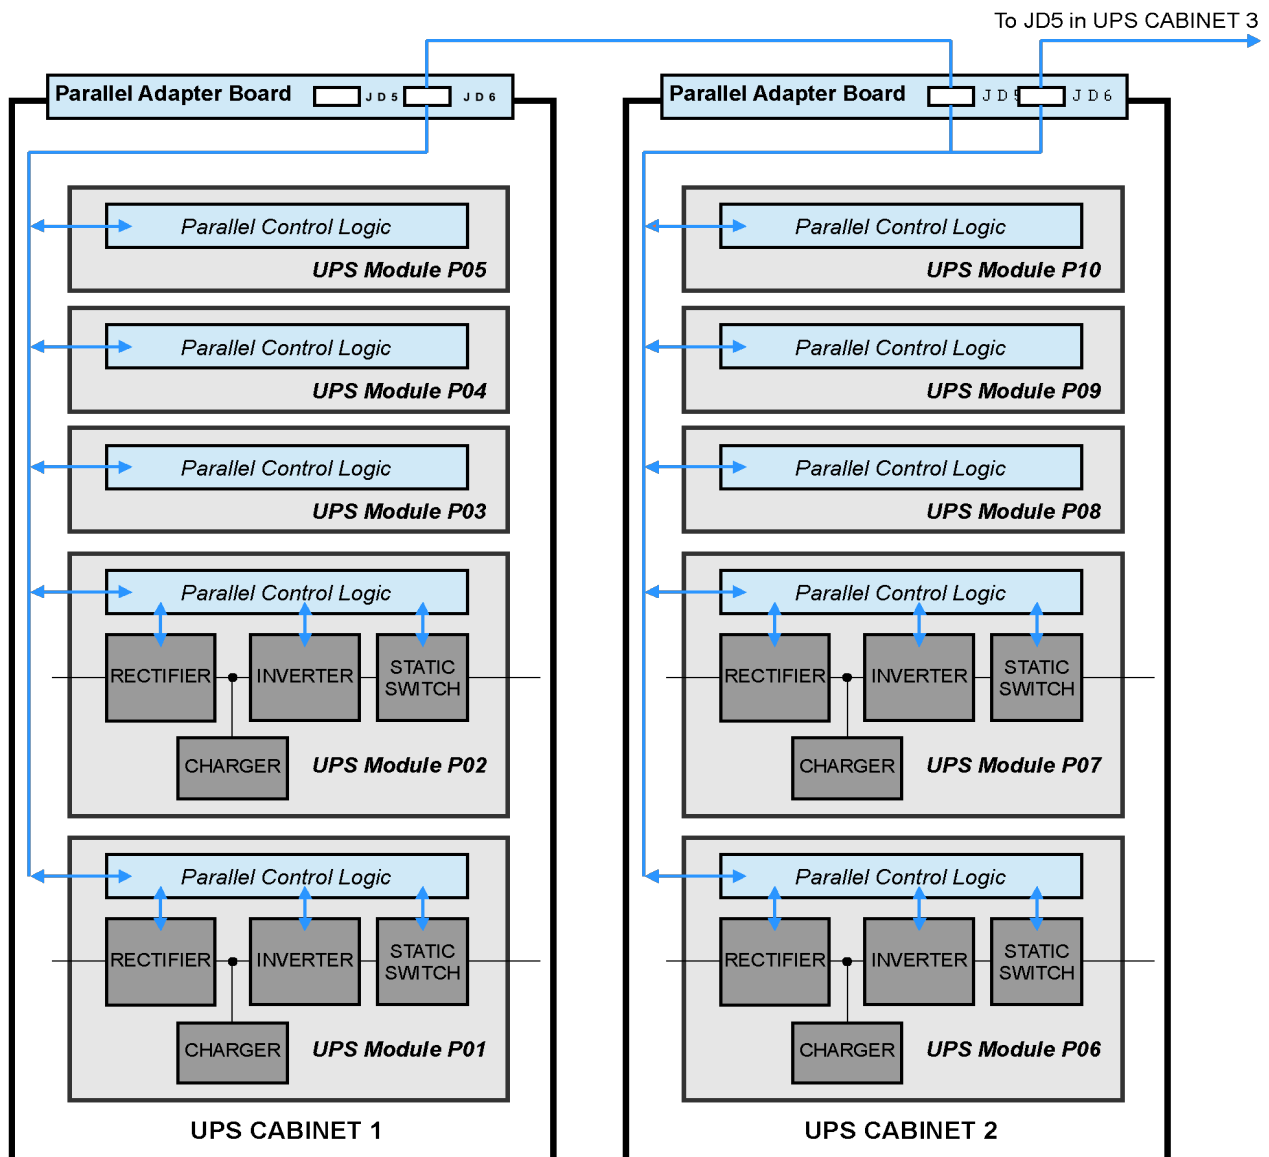 To JD5 in UPS CABINET 3
Parallel Adapter Board JD5 JD6
Parallel Control Logic
UPS Module P05
Parallel Control Logic
UPS Module P04
Parallel Control Logic
UPS Module P03
Parallel Control Logic
RECTIFIER INVERTER STATIC
SWITCH
CHARGER UPS Module P02
Parallel Control Logic
RECTIFIER INVERTER STATIC
SWITCH
CHARGER UPS Module P01
UPS CABINET 1
Parallel Adapter Board JD5 JD6
Parallel Control Logic
UPS Module P10
Parallel Control Logic
UPS Module P09
Parallel Control Logic
UPS Module P08
Parallel Control Logic
RECTIFIER INVERTER STATIC
SWITCH
CHARGER UPS Module P07
Parallel Control Logic
RECTIFIER INVERTER STATIC
SWITCH
CHARGER UPS Module P06
UPS CABINET 2